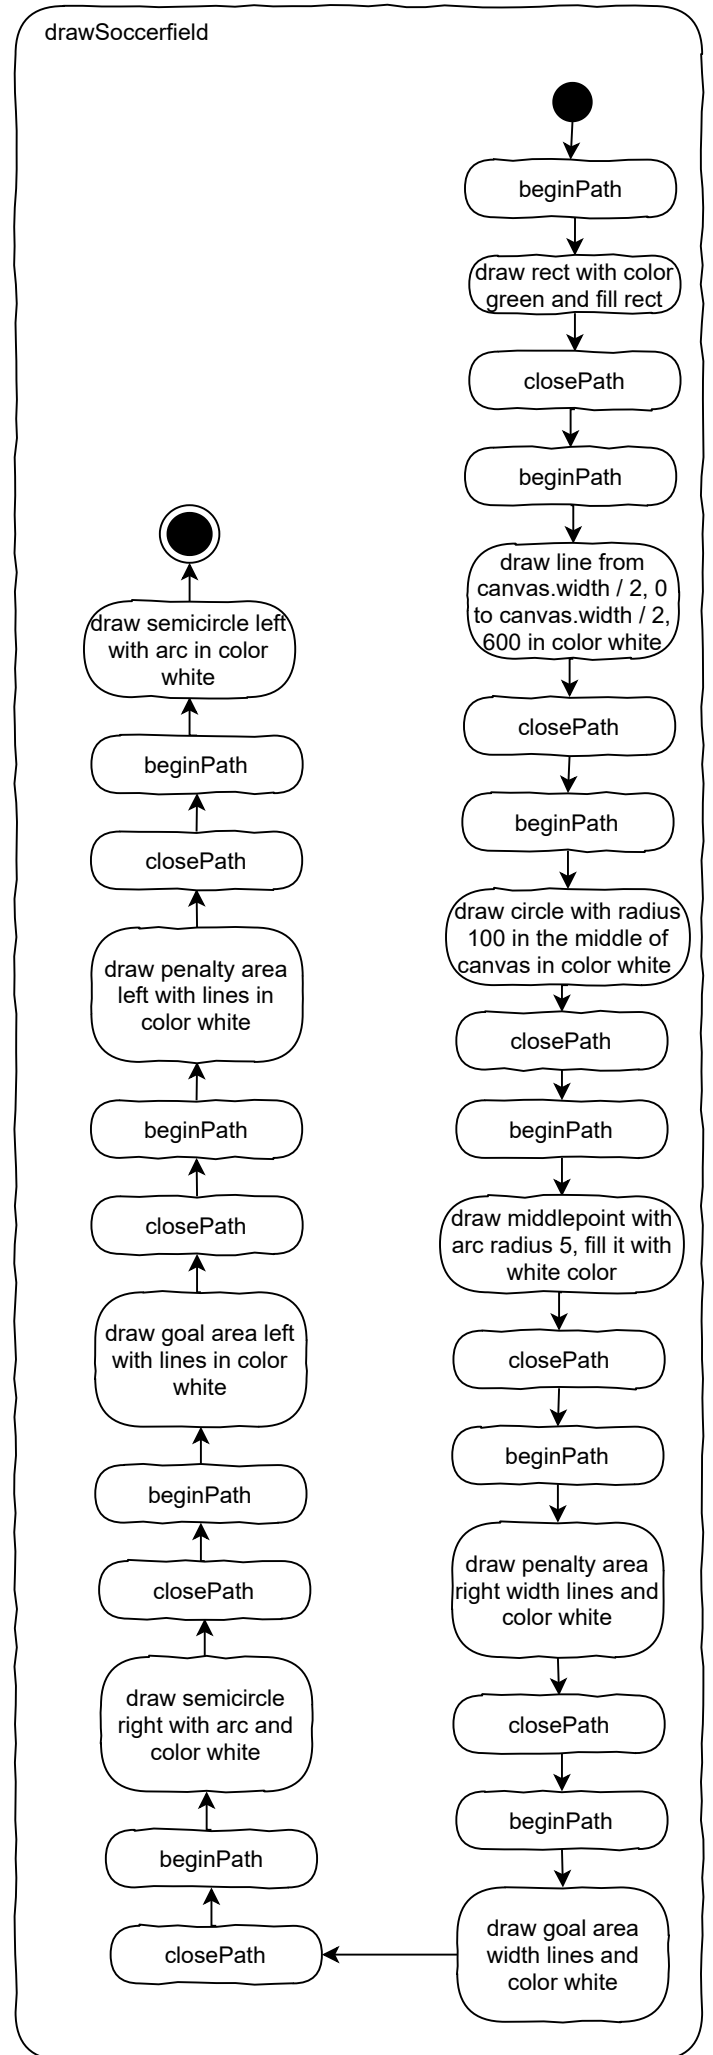 drawSoccerfield
beginPath
draw rect with color
green and fill rect
closePath
beginPath
draw line from
canvas.width / 2, 0
to canvas.width / 2,
600 in color white
closePath
beginPath
draw circle with radius
100 in the middle of
canvas in color white
closePath
beginPath
draw middlepoint with
arc radius 5, fill it with
white color
closePath
beginPath
draw penalty area
right width lines and
color white
closePath
beginPath
draw goal area
width lines and
color white
closePath
beginPath
draw semicircle
right with arc and
color white
closePath
beginPath
draw goal area left
with lines in color
white
closePath
beginPath
draw penalty area
left with lines in
color white
closePath
beginPath
draw semicircle left
with arc in color
white